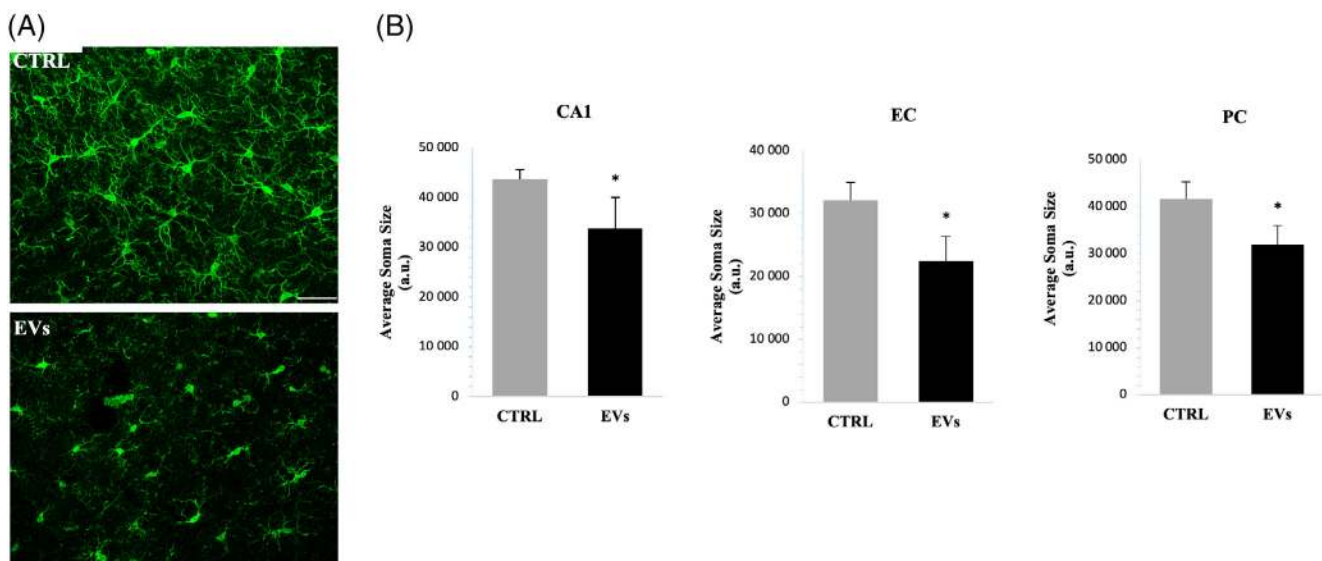 (A)
CTRL
EVs
(B)
CA1
Average Soma Size
(a.u.)
50 000
40 000
30 000
20 000
10 000
0
*
CTRL
EVs
EC
Average Soma Size
(a.u.)
40 000
30 000
20 000
10 000
0
*
CTRL
EVs
PC
Average Soma Size
(a.u.)
50 000
40 000
30 000
20 000
10 000
0
*
CTRL
EVs